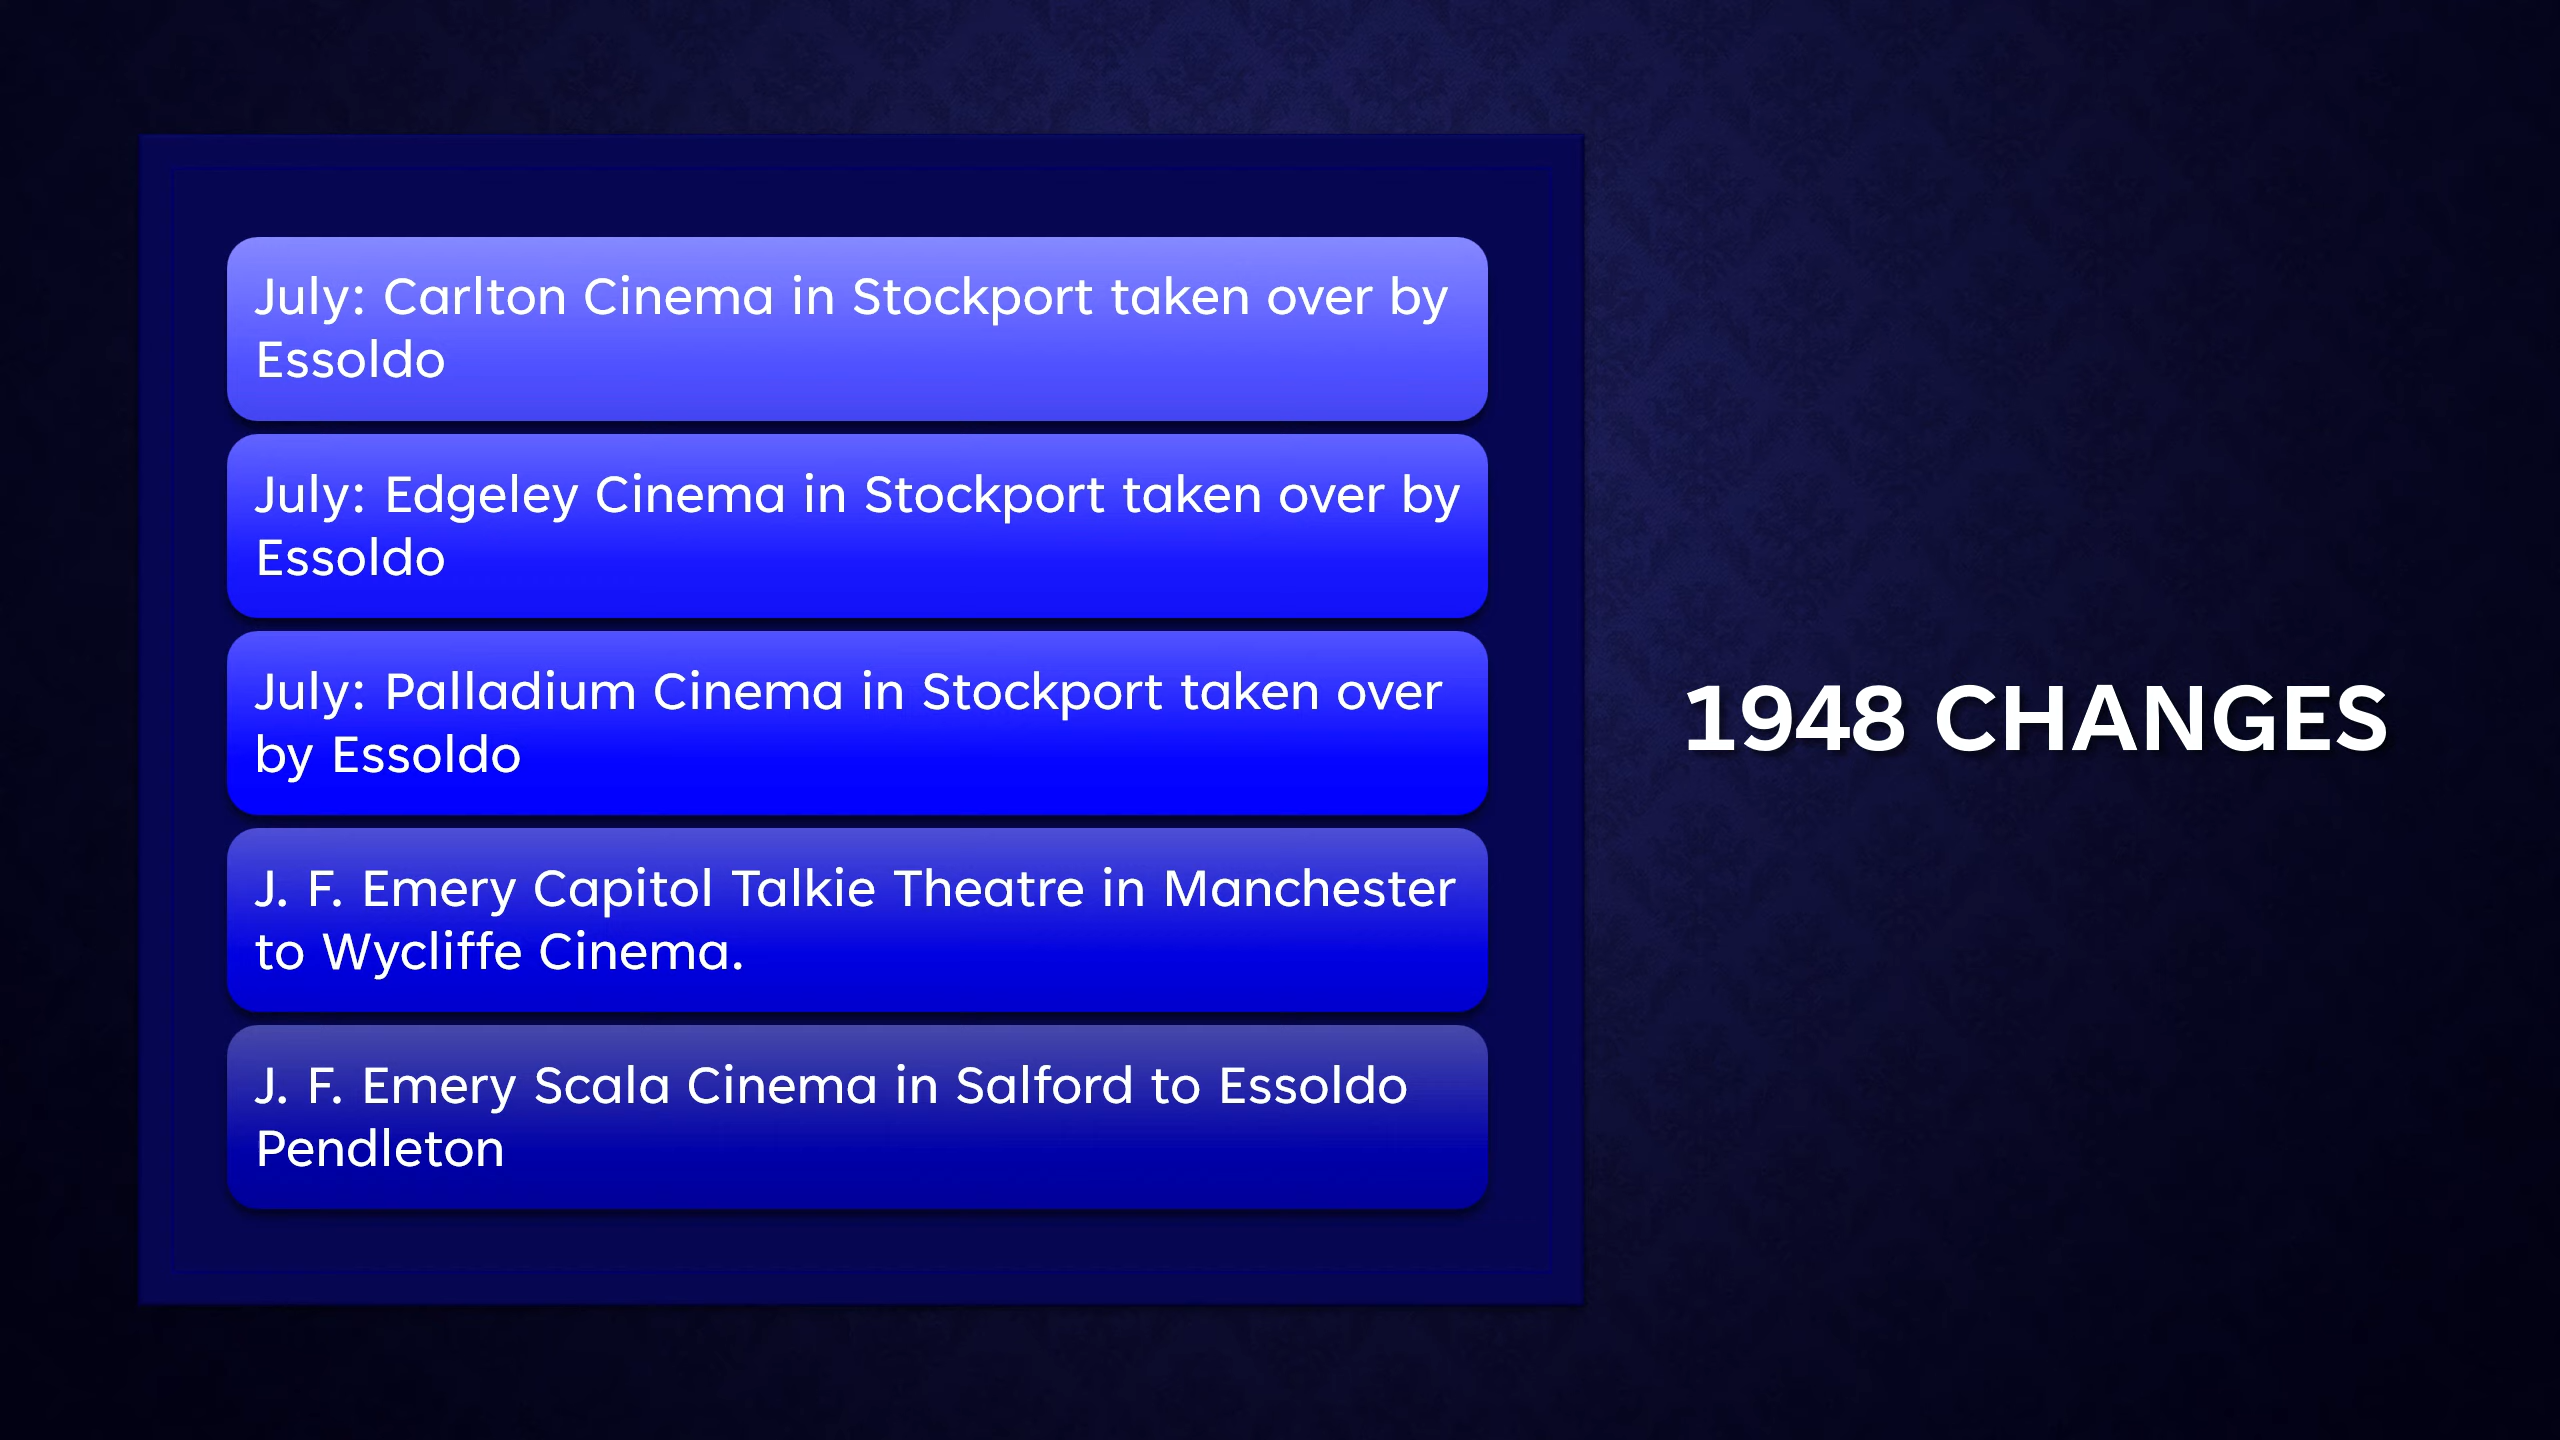 July: Carlton Cinema in Stockport taken over by
Essoldo
July: Edgeley Cinema in Stockport taken over by
Essoldo
July: Palladium Cinema in Stockport taken over
by Essoldo
J. F. Emery Capitol Talkie Theatre in Manchester
to Wycliffe Cinema.
J. F. Emery Scala Cinema in Salford to Essoldo
Pendleton
1948 CHANGES